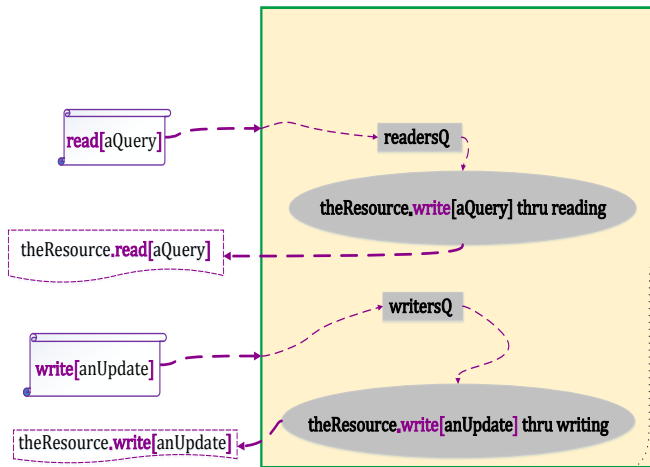 read[aQuery]
readersQ
theResource.write[aQuery] thru reading
theResource.read[aQuery]
writersQ
write[anUpdate]
theResource.write[anUpdate] thru writing
theResource.write[anUpdate]